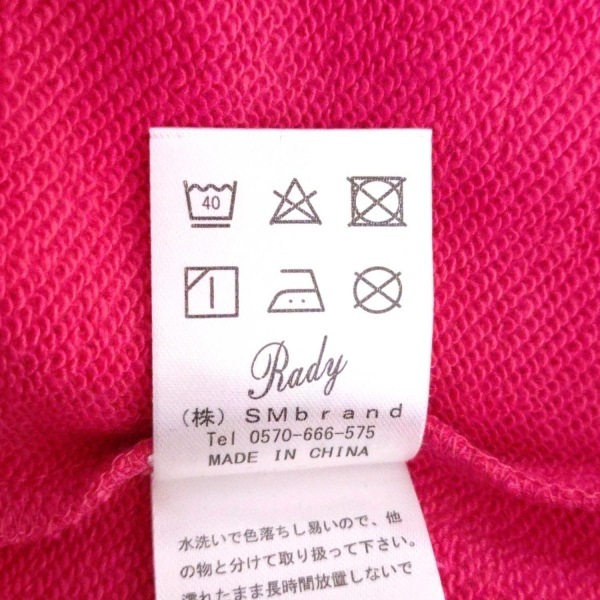 40
Rady
（株）SMbrand
Tel 0570-666-575
MADE IN CHINA
水洗いで色落ちし易いので、他
の物と分けて取り扱って下さい。
濡れたまま長時間放置しないで